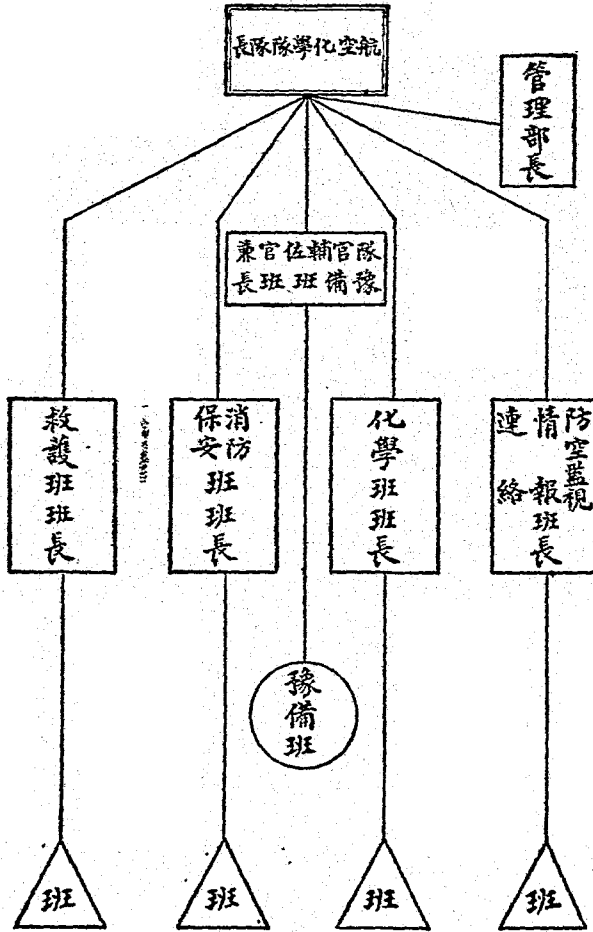 航空化學隊隊長
管理部長
隊官輔佐官兼
豫備班班長
防空監視
情報班長
連絡
化學班班長
消防
保安
班班長
救護班班長
豫備班
班
班
班
班